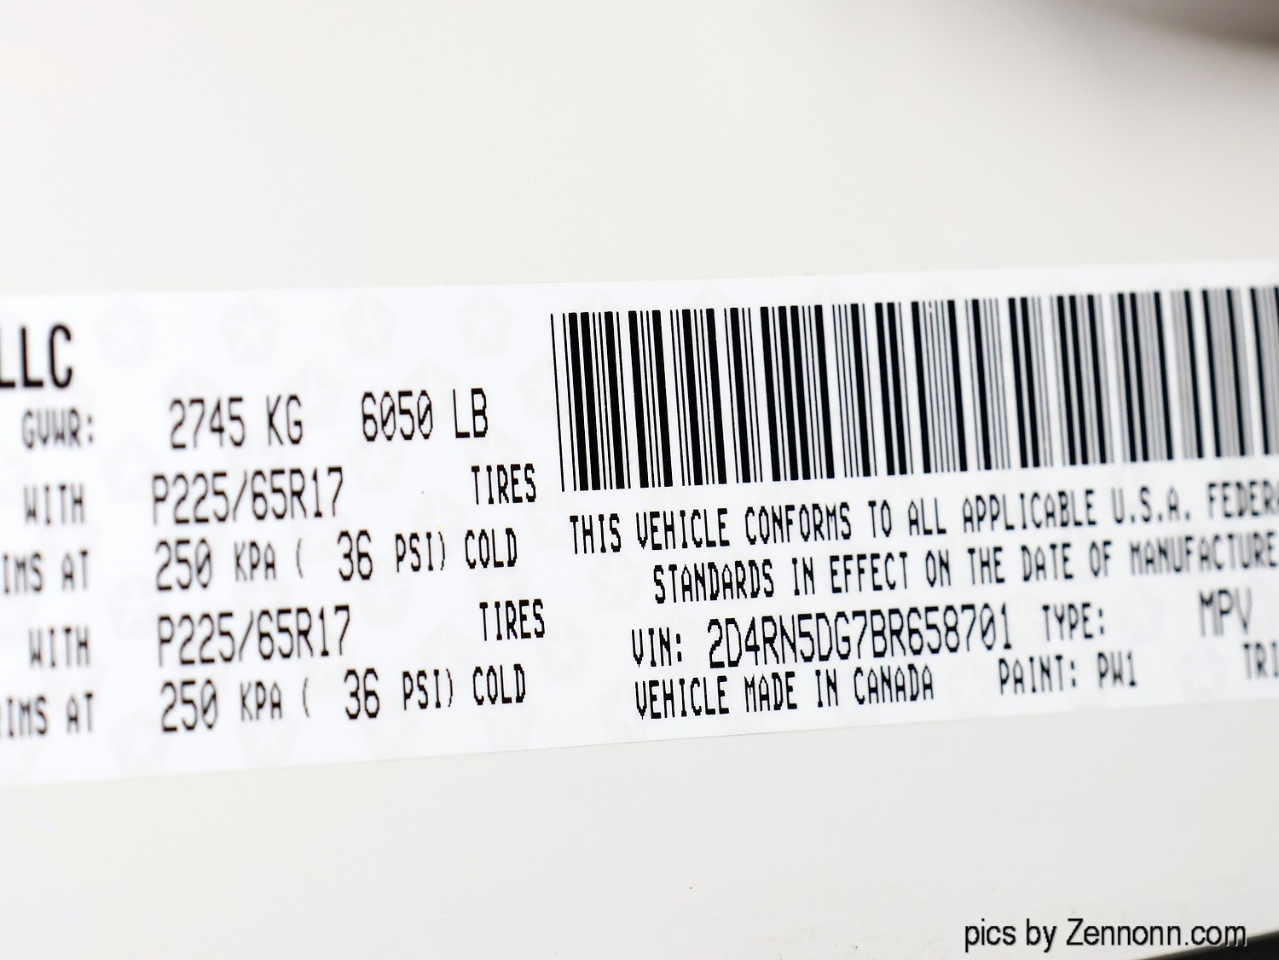 LLC
GVWR: 2745 KG 6050 LB
WITH P225/65R17 TIRES
IMS AT 250 KPA ( 36 PSI) COLD
WITH P225/65R17 TIRES
IMS AT 250 KPA ( 36 PSI) COLD
THIS VEHICLE CONFORMS TO ALL APPLICABLE U.S.A. FEDERA
STANDARDS IN EFFECT ON THE DATE OF MANUFACTURE
VIN: 2D4RN5DG7BR658701 TYPE: MPV
VEHICLE MADE IN CANADA PAINT: PW1 TRI
pics by Zennonn.com